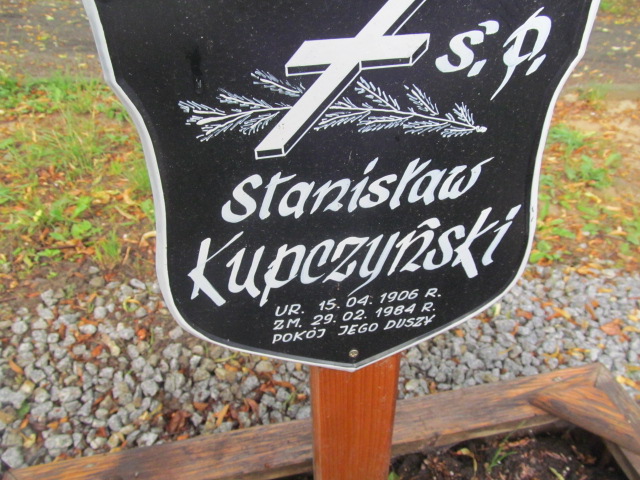 ś.p.
Stanisław
Kupczyński
UR. 15.04.1906 R.
ZM. 29.02.1984 R.
POKÓJ JEGO DUSZY